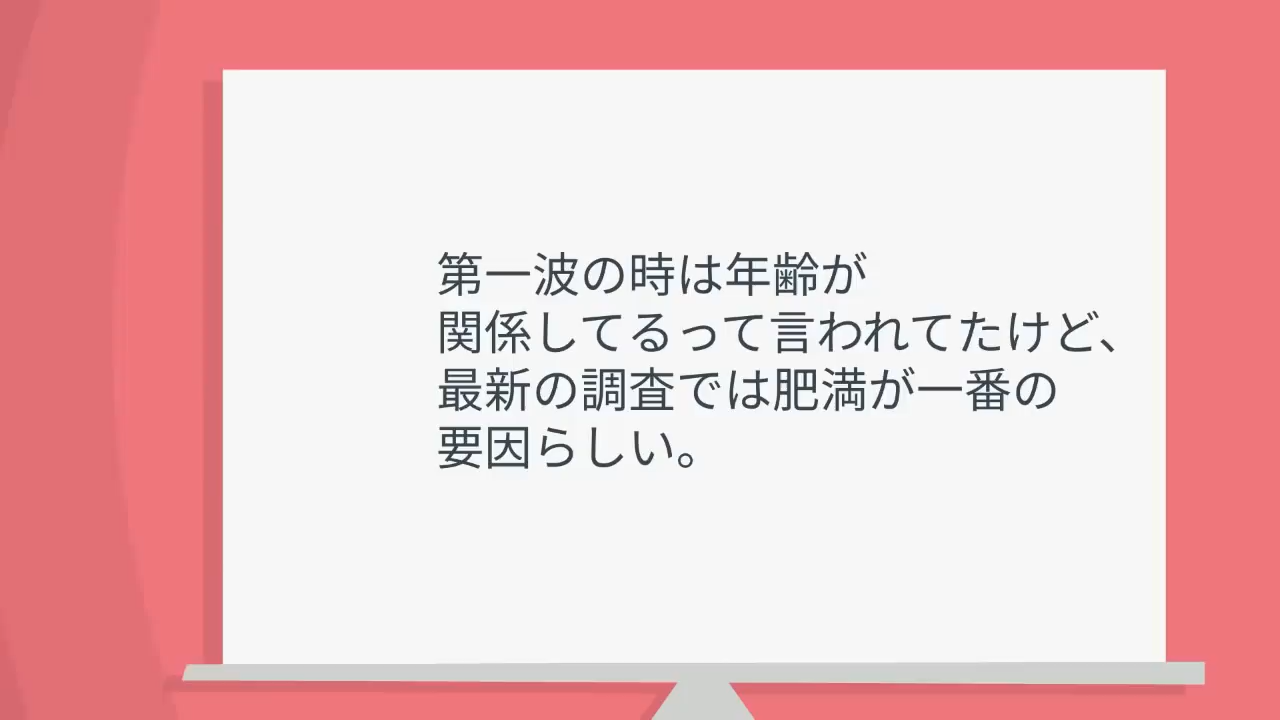 第一波の時は年齢が
関係してるって言われてたけど、
最新の調査では肥満が一番の
要因らしい。